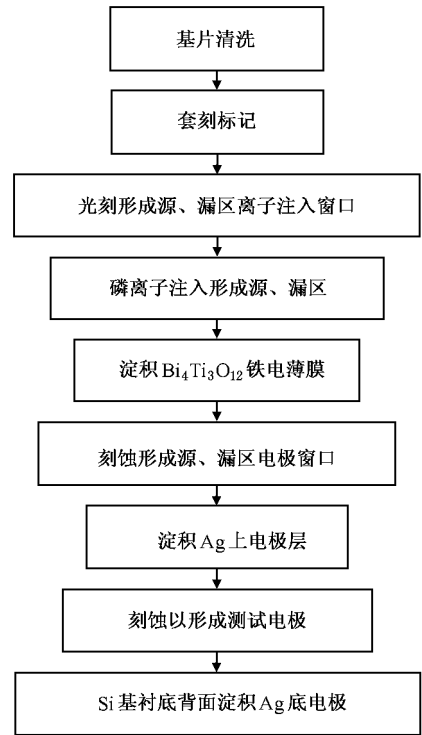 基片清洗
套刻标记
光刻形成源、漏区离子注入窗口
磷离子注入形成源、漏区
淀积Bi₄Ti₃O₁₂铁电薄膜
刻蚀形成源、漏区电极窗口
淀积Ag上电极层
刻蚀以形成测试电极
Si基衬底背面淀积Ag底电极